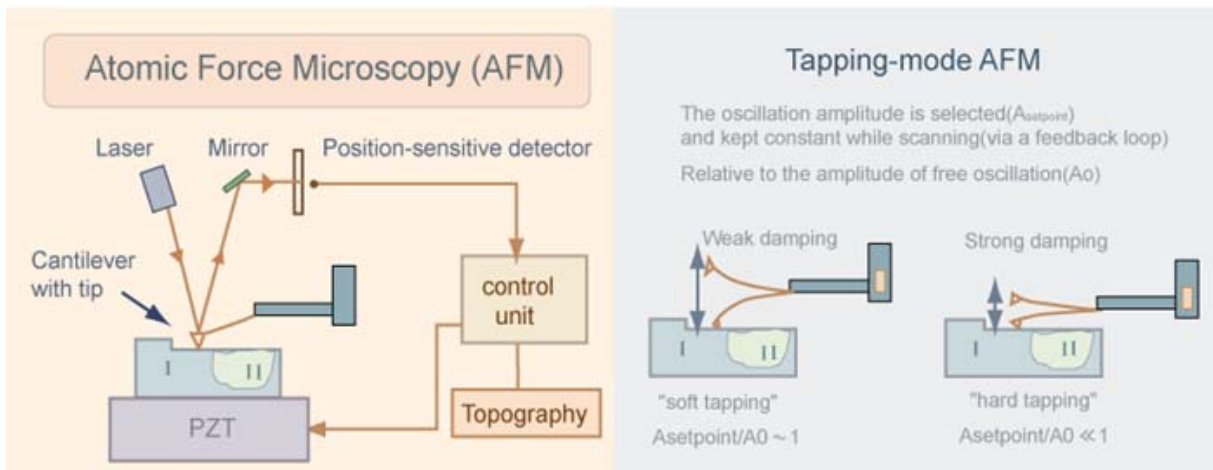 Atomic Force Microscopy (AFM)
Laser
Mirror
Position-sensitive detector
Cantilever
with tip
control
unit
I
II
PZT
Topography
Tapping-mode AFM
The oscillation amplitude is selected(Asetpoint)
and kept constant while scanning(via a feedback loop)
Relative to the amplitude of free oscillation(Ao)
Weak damping
I
II
"soft tapping"
Asetpoint/A0 ~ 1
Strong damping
I
II
"hard tapping"
Asetpoint/A0 ≪ 1